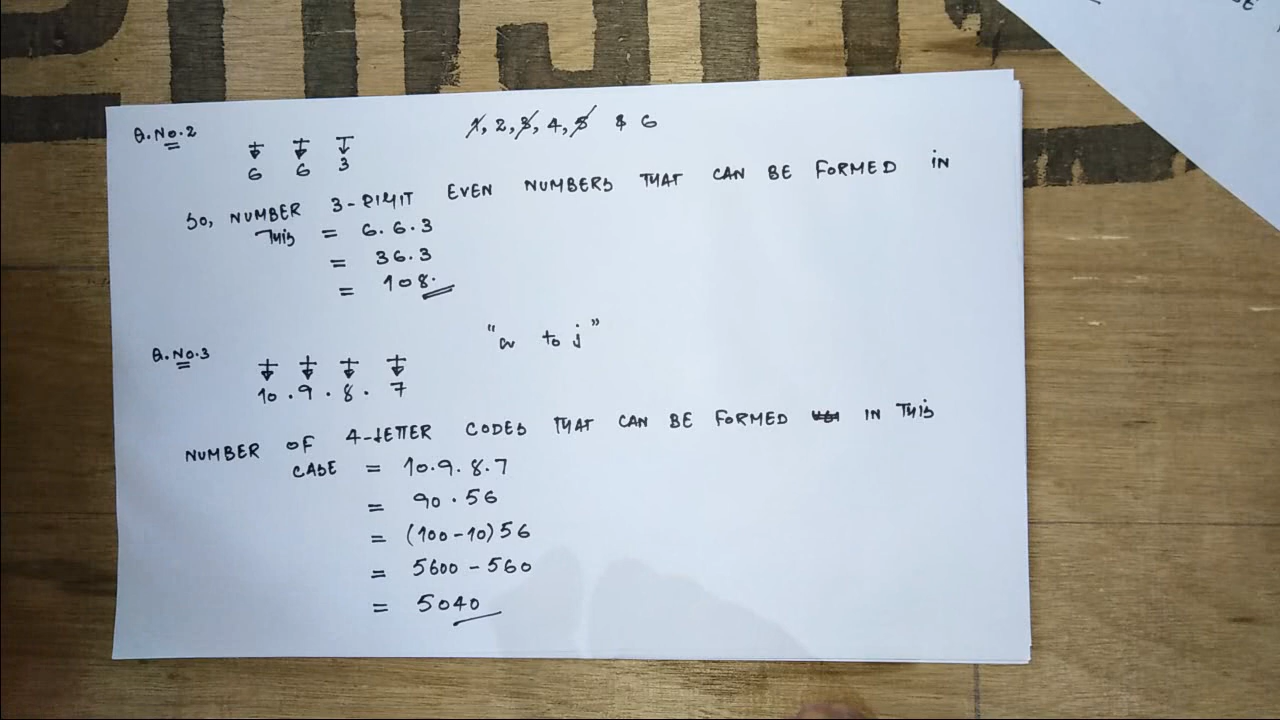 Q.No.2
1, 2, 3, 4, 5 & 6
6 6 3
SO, NUMBER 3-DIGIT EVEN NUMBERS THAT CAN BE FORMED IN
THIS = 6.6.3
= 36.3
= 108.
Q.No.3
"a to j"
10.9.8.7
NUMBER OF 4-LETTER CODES THAT CAN BE FORMED IN THIS
CASE = 10.9.8.7
= 90.56
= (100-10)56
= 5600-560
= 5040